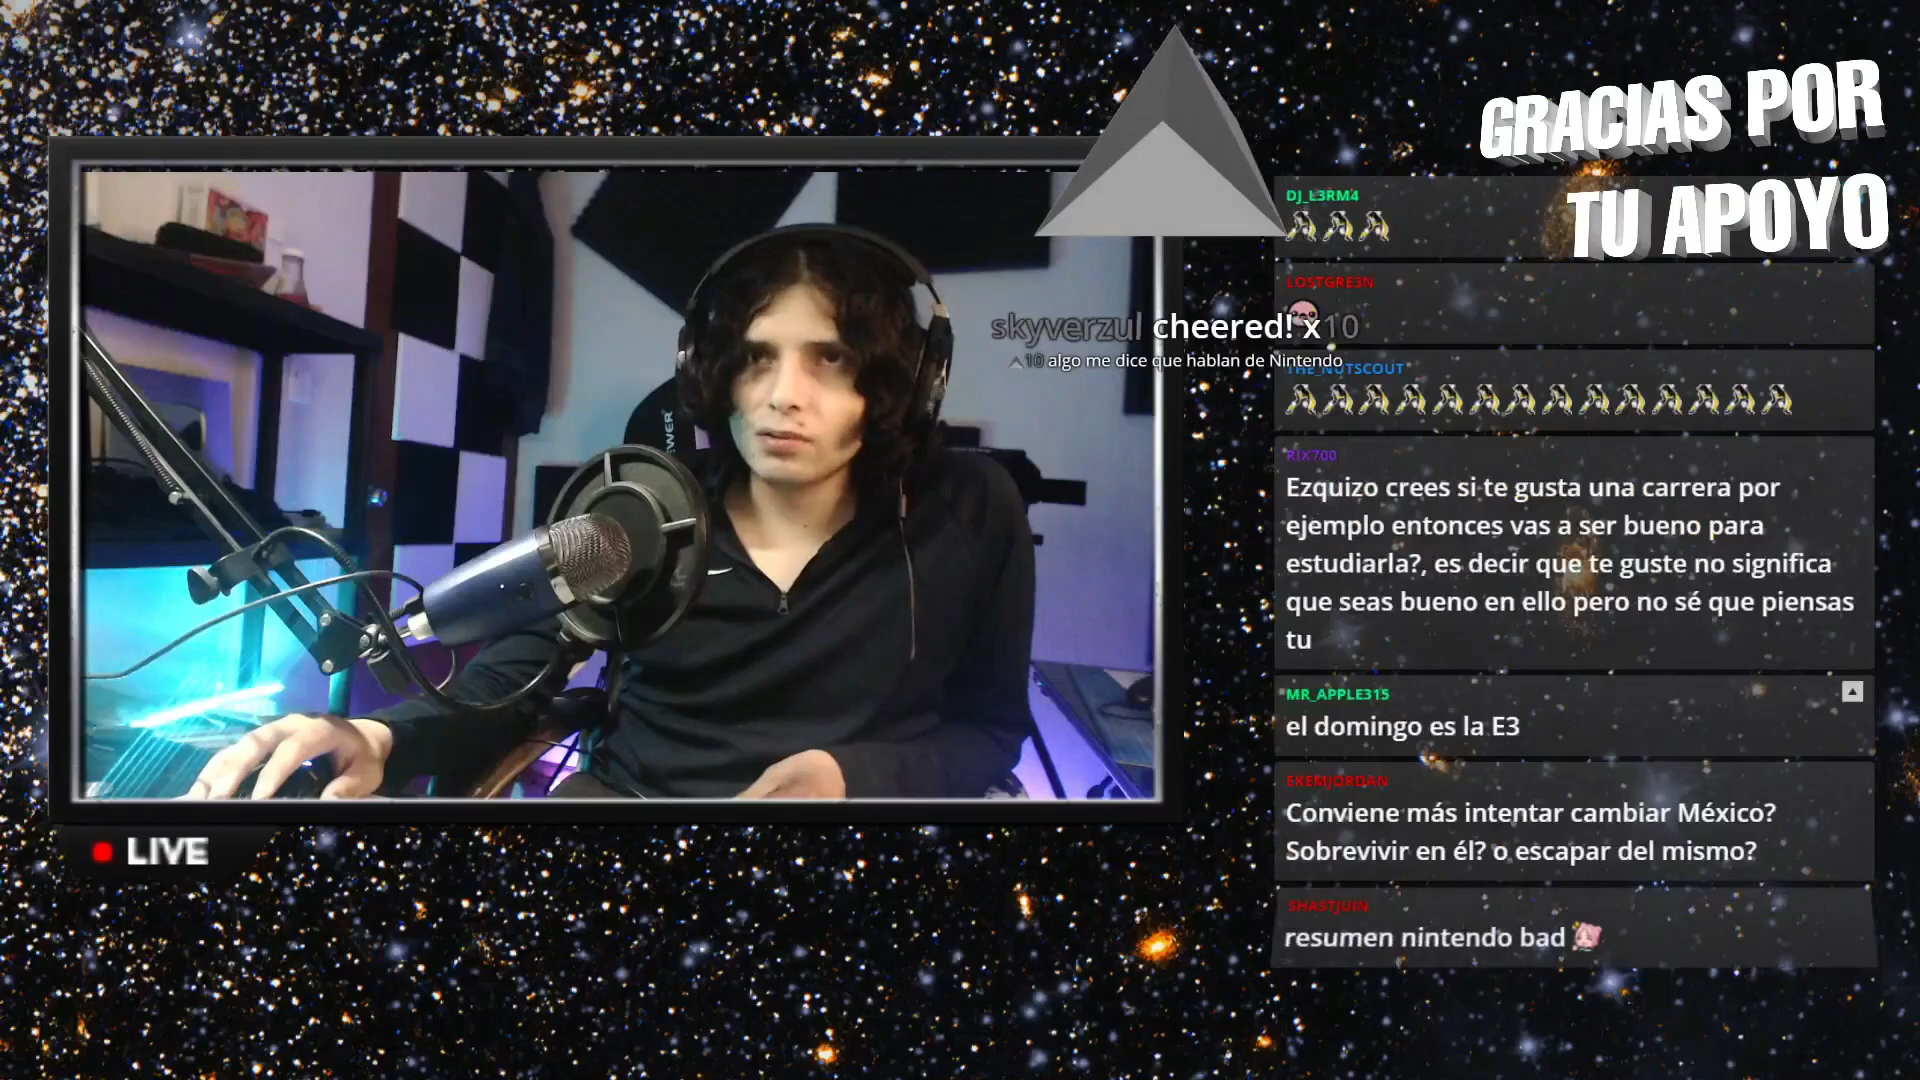 GRACIAS POR
TU APOYO
DJ_L3RM4
LOSTGRE3N
skyverzul cheered! x10
10 algo me dice que hablan de Nintendo
THE_NUTSCOUT
RIX700
Ezquizo crees si te gusta una carrera por
ejemplo entonces vas a ser bueno para
estudiarla?, es decir que te guste no significa
que seas bueno en ello pero no sé que piensas
tu
MR_APPLE315
el domingo es la E3
EKEMJORDAN
Conviene más intentar cambiar México?
Sobrevivir en él? o escapar del mismo?
SHASTJUIN
resumen nintendo bad
LIVE